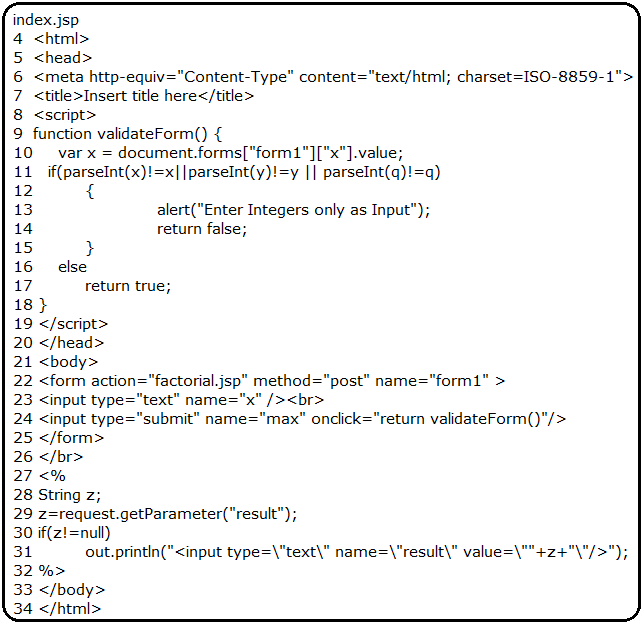 index.jsp
4 <html>
5 <head>
6 <meta http-equiv="Content-Type" content="text/html; charset=ISO-8859-1">
7 <title>Insert title here</title>
8 <script>
9 function validateForm() {
10 var x = document.forms["form1"]["x"].value;
11 if(parseInt(x)!=x||parseInt(y)!=y || parseInt(q)!=q)
12 {
13 alert("Enter Integers only as Input");
14 return false;
15 }
16 else
17 return true;
18 }
19 </script>
20 </head>
21 <body>
22 <form action="factorial.jsp" method="post" name="form1" >
23 <input type="text" name="x" /><br>
24 <input type="submit" name="max" onclick="return validateForm()"/>
25 </form>
26 </br>
27 <%
28 String z;
29 z=request.getParameter("result");
30 if(z!=null)
31 out.println("<input type=\"text\" name=\"result\" value=\""+z+"\"/>");
32 %>
33 </body>
34 </html>